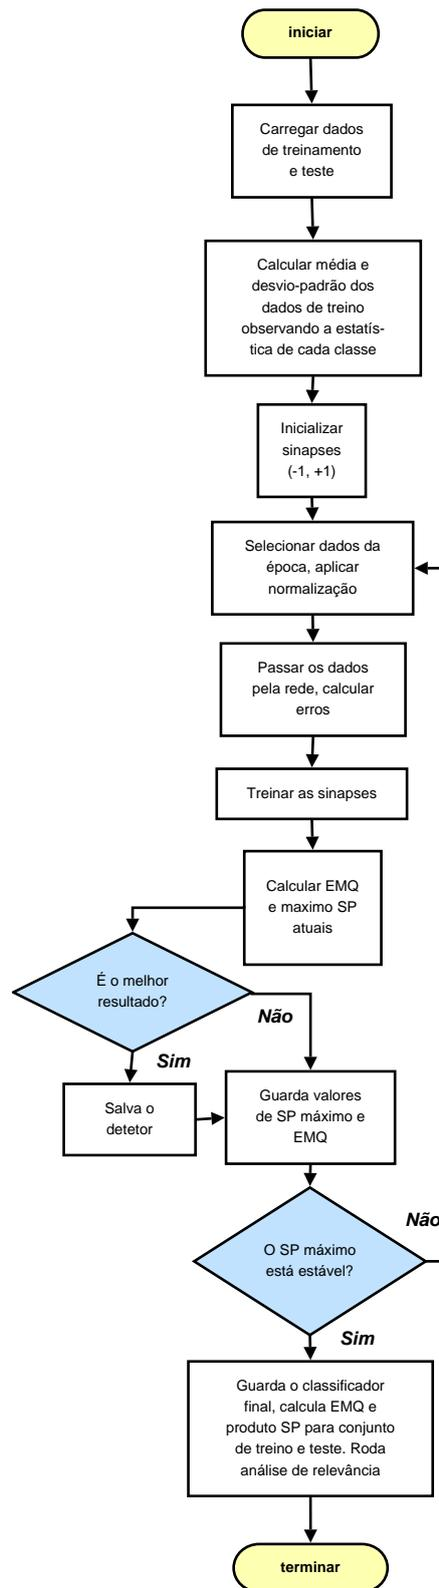 iniciar
Carregar dados
de treinamento
e teste
Calcular média e
desvio-padrão dos
dados de treino
observando a estatís-
tica de cada classe
Inicializar
sinapses
(-1, +1)
Selecionar dados da
época, aplicar
normalização
Passar os dados
pela rede, calcular
erros
Treinar as sinapses
Calcular EMQ
e maximo SP
atuais
É o melhor
resultado?
Não
Sim
Salva o
detetor
Guarda valores
de SP máximo e
EMQ
Não
O SP máximo
está estável?
Sim
Guarda o classificador
final, calcula EMQ e
produto SP para conjunto
de treino e teste. Roda
análise de relevância
terminar